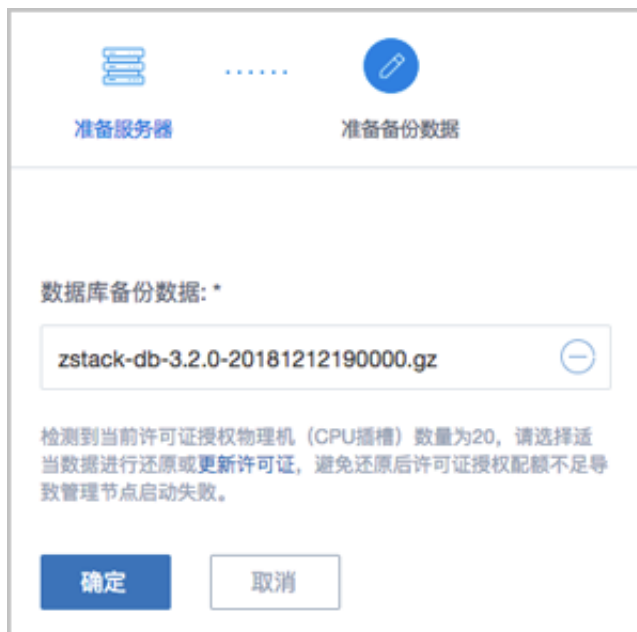 准备服务器
准备备份数据
数据库备份数据: *
zstack-db-3.2.0-20181212190000.gz
检测到当前许可证授权物理机（CPU插槽）数量为20，请选择适
当数据进行还原或更新许可证，避免还原后许可证授权配额不足导
致管理节点启动失败。
确定
取消